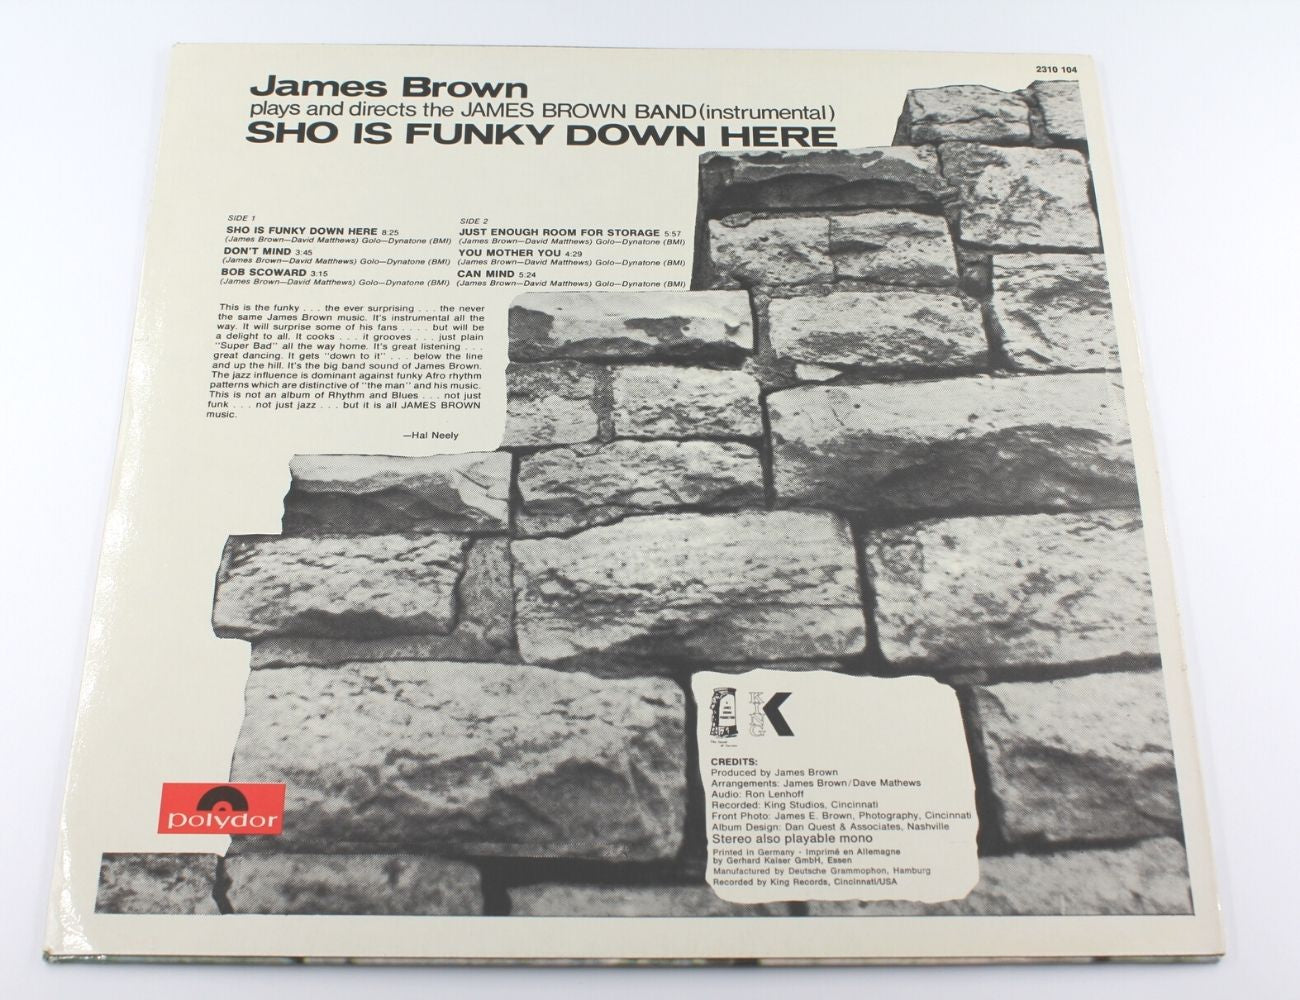 2310 104
James Brown
plays and directs the JAMES BROWN BAND (instrumental)
SHO IS FUNKY DOWN HERE
SIDE 1
SHO IS FUNKY DOWN HERE 8:25
(James Brown—David Matthews) Golo—Dynatone (BMI)
DON'T MIND 3:45
(James Brown—David Matthews) Golo—Dynatone (BMI)
BOB SCOWARD 3:15
(James Brown—David Matthews) Golo—Dynatone (BMI)
SIDE 2
JUST ENOUGH ROOM FOR STORAGE 5:57
(James Brown—David Matthews) Golo—Dynatone (BMI)
YOU MOTHER YOU 4:29
(James Brown—David Matthews) Golo—Dynatone (BMI)
CAN MIND 5:24
(James Brown—David Matthews) Golo—Dynatone (BMI)
This is the funky . . . the ever surprising . . . the never
the same James Brown music. It's instrumental all the
way. It will surprise some of his fans . . . . but will be
a delight to all. It cooks . . . it grooves . . . just plain
"Super Bad" all the way home. It's great listening . . .
great dancing. It gets "down to it" . . . below the line
and up the hill. It's the big band sound of James Brown.
The jazz influence is dominant against funky Afro rhythm
patterns which are distinctive of "the man" and his music.
This is not an album of Rhythm and Blues . . . not just
funk . . . not just jazz . . . but it is all JAMES BROWN
music.
—Hal Neely
polydor
KING
K
CREDITS:
Produced by James Brown
Arrangements: James Brown/Dave Mathews
Audio: Ron Lenhoff
Recorded: King Studios, Cincinnati
Front Photo: James E. Brown, Photography, Cincinnati
Album Design: Dan Quest & Associates, Nashville
Stereo also playable mono
Printed in Germany - Imprimé en Allemagne
by Gerhard Kaiser GmbH, Essen
Manufactured by Deutsche Grammophon, Hamburg
Recorded by King Records, Cincinnati/USA